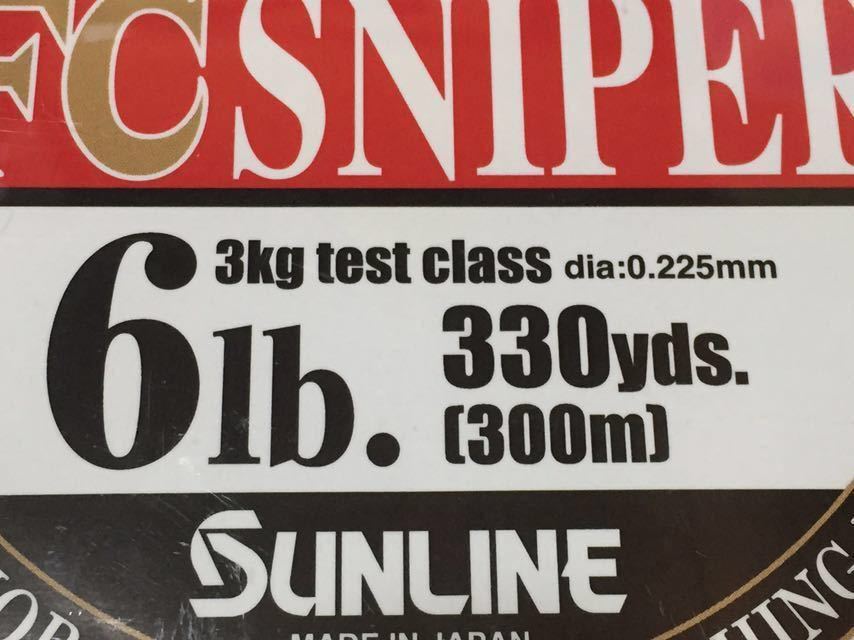 FC SNIPER
3kg test class dia:0.225mm
6lb. 330yds.
(300m)
SUNLINE
MADE IN JAPAN